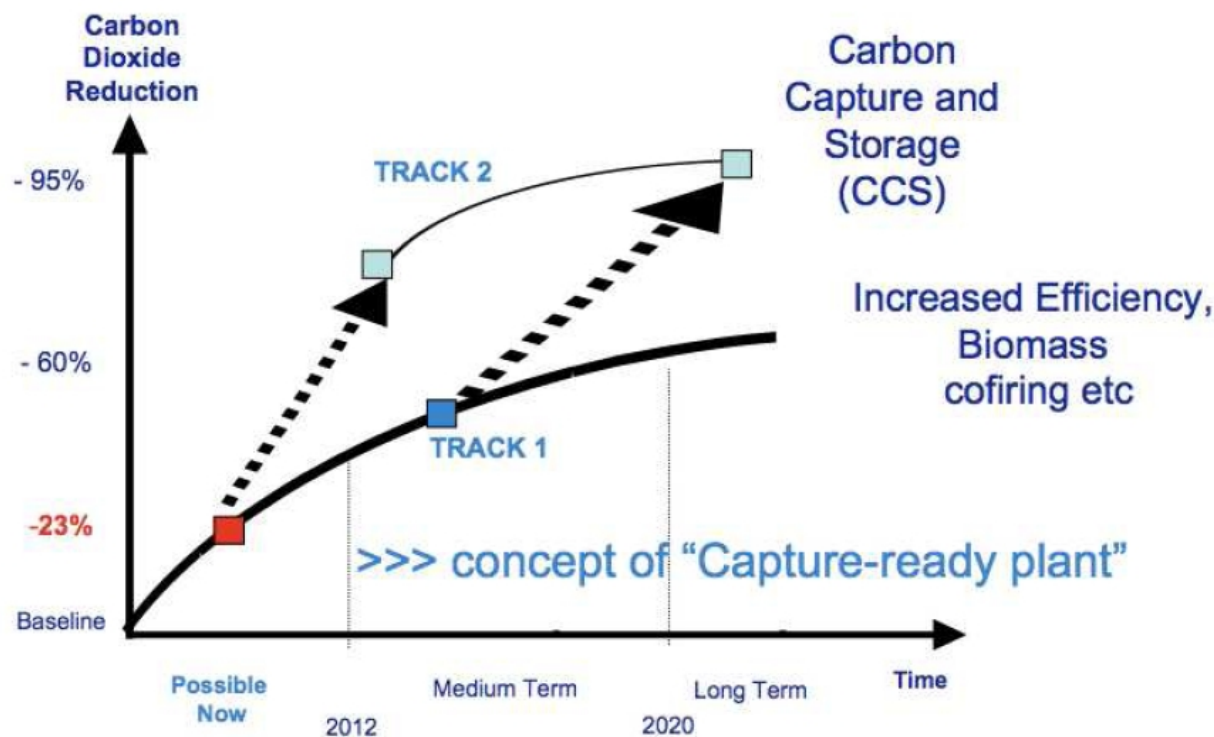 Carbon
Dioxide
Reduction
Carbon
Capture and
Storage
(CCS)
- 95%
TRACK 2
Increased Efficiency,
Biomass
cofiring etc
- 60%
TRACK 1
-23%
>>> concept of “Capture-ready plant”
Baseline
Possible
Now
Medium Term
Long Term
Time
2012
2020